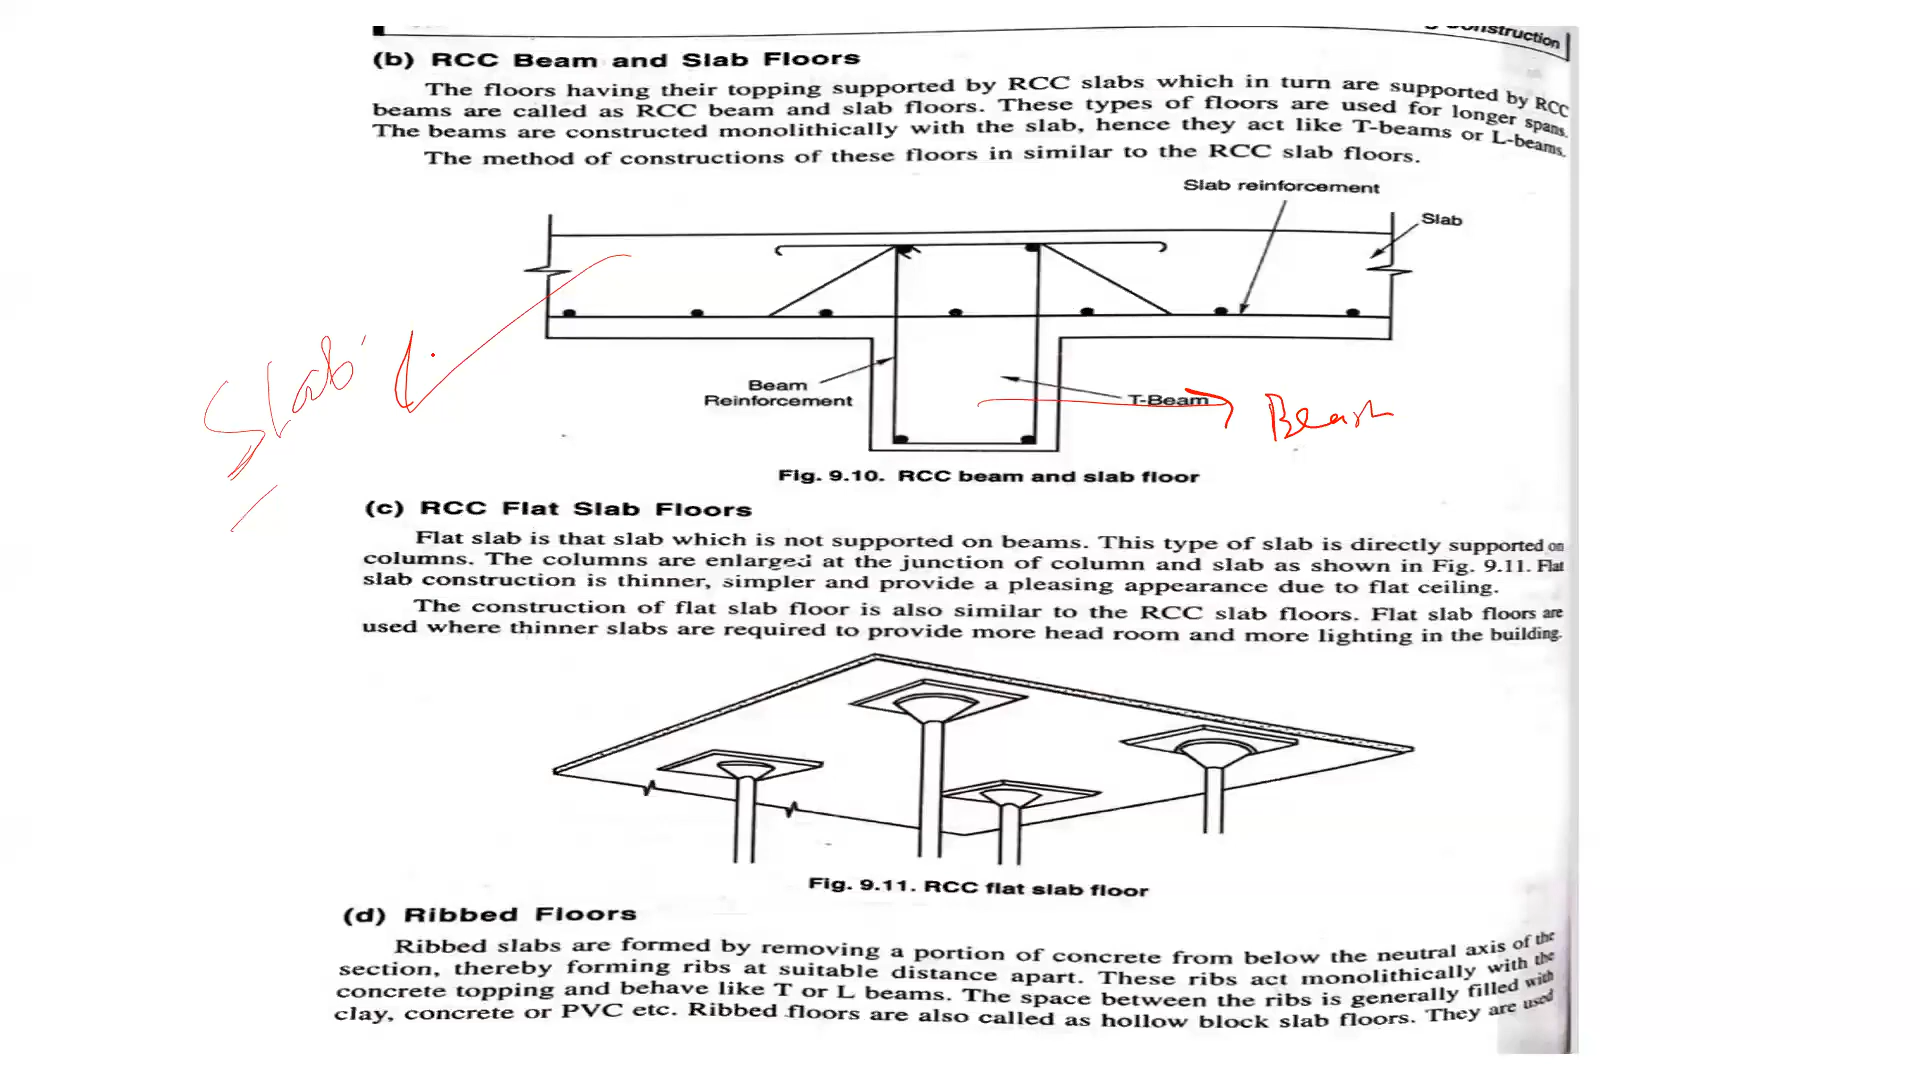 Construction
(b) RCC Beam and Slab Floors
The floors having their topping supported by RCC slabs which in turn are supported by RCC
beams are called as RCC beam and slab floors. These types of floors are used for longer spans.
The beams are constructed monolithically with the slab, hence they act like T-beams or L-beams.
The method of constructions of these floors in similar to the RCC slab floors.
Slab reinforcement
Slab
Slab
Beam
Reinforcement
T-Beam
Beam
Fig. 9.10. RCC beam and slab floor
(c) RCC Flat Slab Floors
Flat slab is that slab which is not supported on beams. This type of slab is directly supported on
columns. The columns are enlarged at the junction of column and slab as shown in Fig. 9.11. Flat
slab construction is thinner, simpler and provide a pleasing appearance due to flat ceiling.
The construction of flat slab floor is also similar to the RCC slab floors. Flat slab floors are
used where thinner slabs are required to provide more head room and more lighting in the building.
Fig. 9.11. RCC flat slab floor
(d) Ribbed Floors
Ribbed slabs are formed by removing a portion of concrete from below the neutral axis of the
section, thereby forming ribs at suitable distance apart. These ribs act monolithically with the
concrete topping and behave like T or L beams. The space between the ribs is generally filled with
clay, concrete or PVC etc. Ribbed floors are also called as hollow block slab floors. They are used